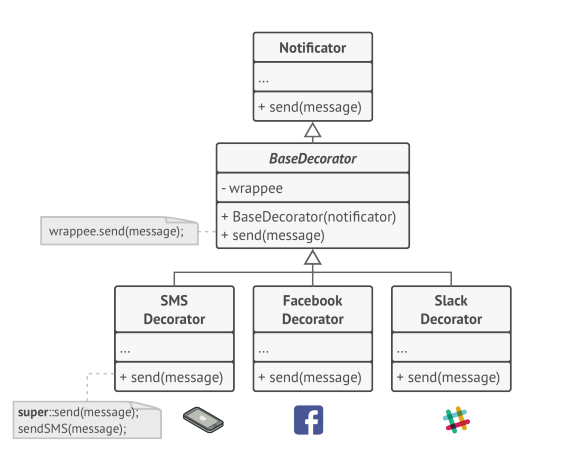 Notificator
...
+ send(message)
BaseDecorator
- wrappee
+ BaseDecorator(notificator)
+ send(message)
wrappee.send(message);
SMS
Decorator
...
+ send(message)
Facebook
Decorator
...
+ send(message)
Slack
Decorator
...
+ send(message)
super::send(message);
sendSMS(message);